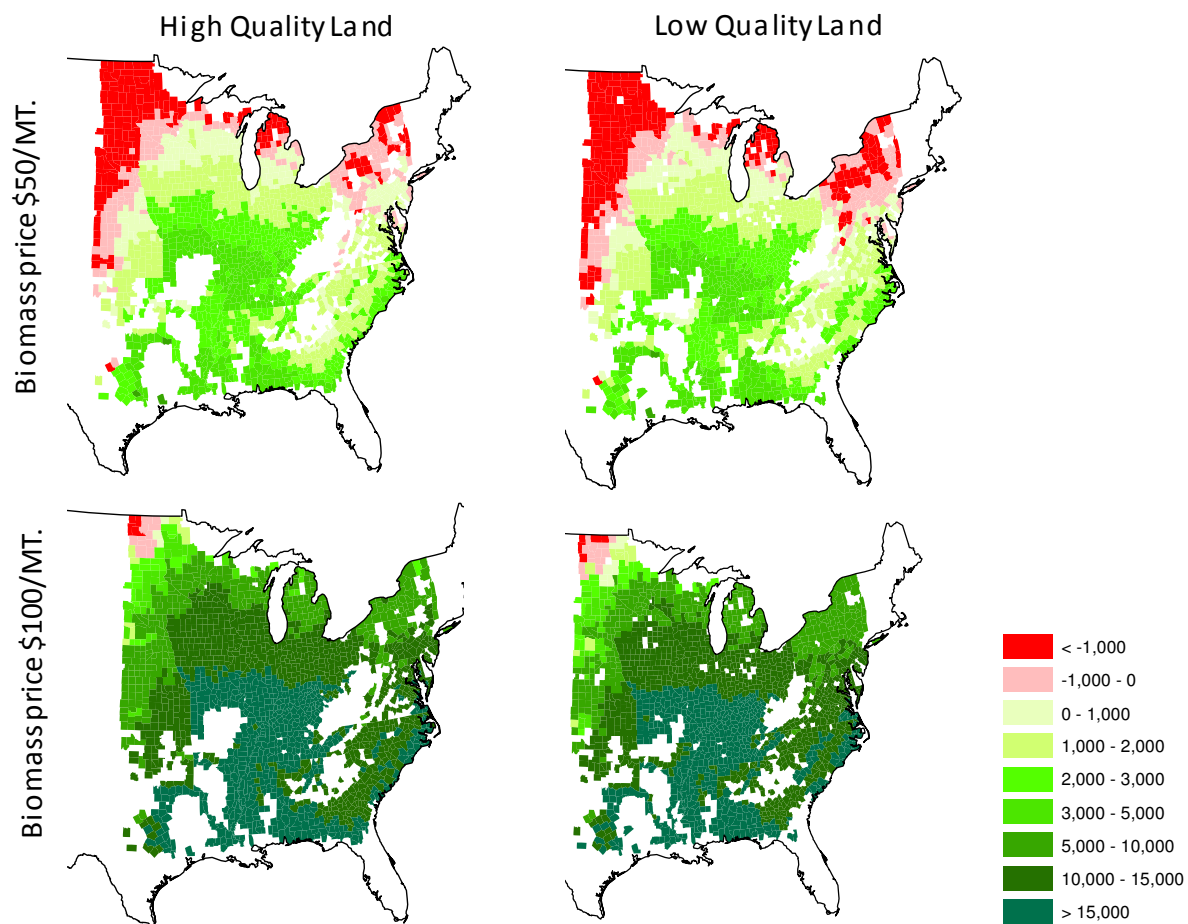 High Quality Land
Low Quality Land
Biomass price $50/MT.
Biomass price $100/MT.
< -1,000
-1,000 - 0
0 - 1,000
1,000 - 2,000
2,000 - 3,000
3,000 - 5,000
5,000 - 10,000
10,000 - 15,000
> 15,000